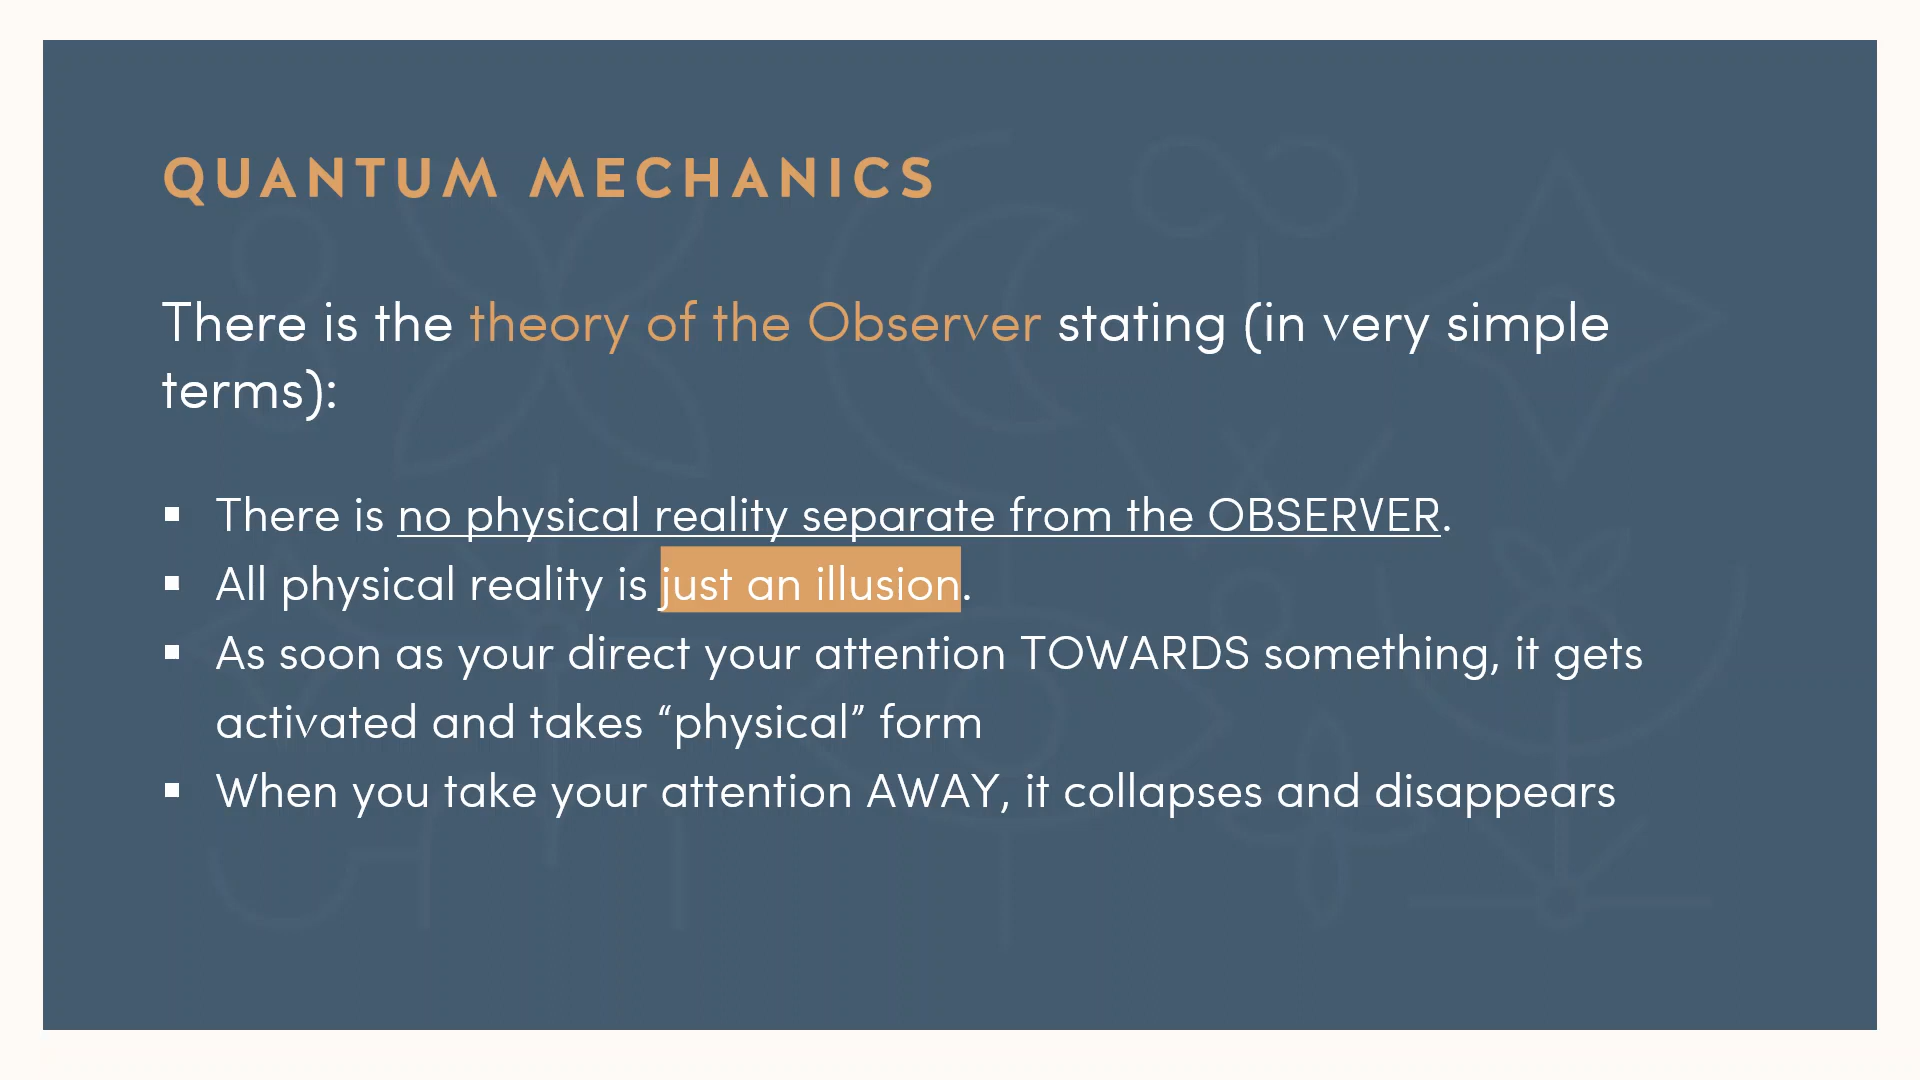 QUANTUM MECHANICS
There is the theory of the Observer stating (in very simple
terms):
▪ There is no physical reality separate from the OBSERVER.
▪ All physical reality is just an illusion.
▪ As soon as your direct your attention TOWARDS something, it gets
activated and takes “physical” form
▪ When you take your attention AWAY, it collapses and disappears